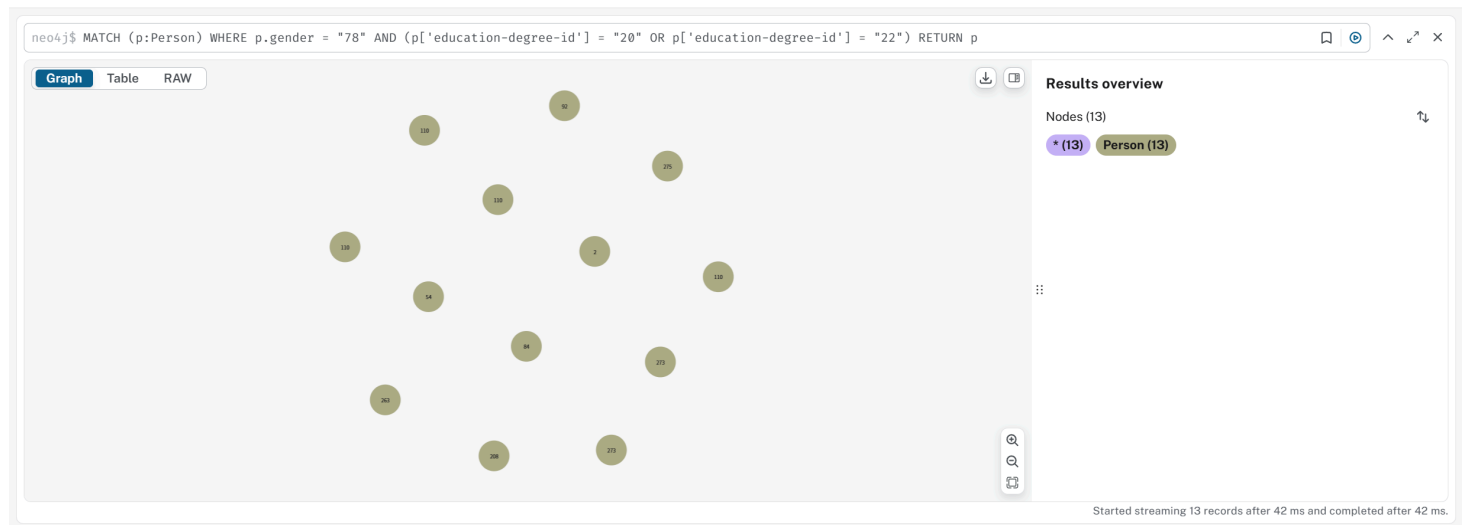 neo4j$ MATCH (p:Person) WHERE p.gender = "78" AND (p['education-degree-id'] = "20" OR p['education-degree-id'] = "22") RETURN p
Graph Table RAW
Results overview
Nodes (13)
* (13) Person (13)
92
110
275
110
110
2
110
54
84
273
263
273
208
Started streaming 13 records after 42 ms and completed after 42 ms.